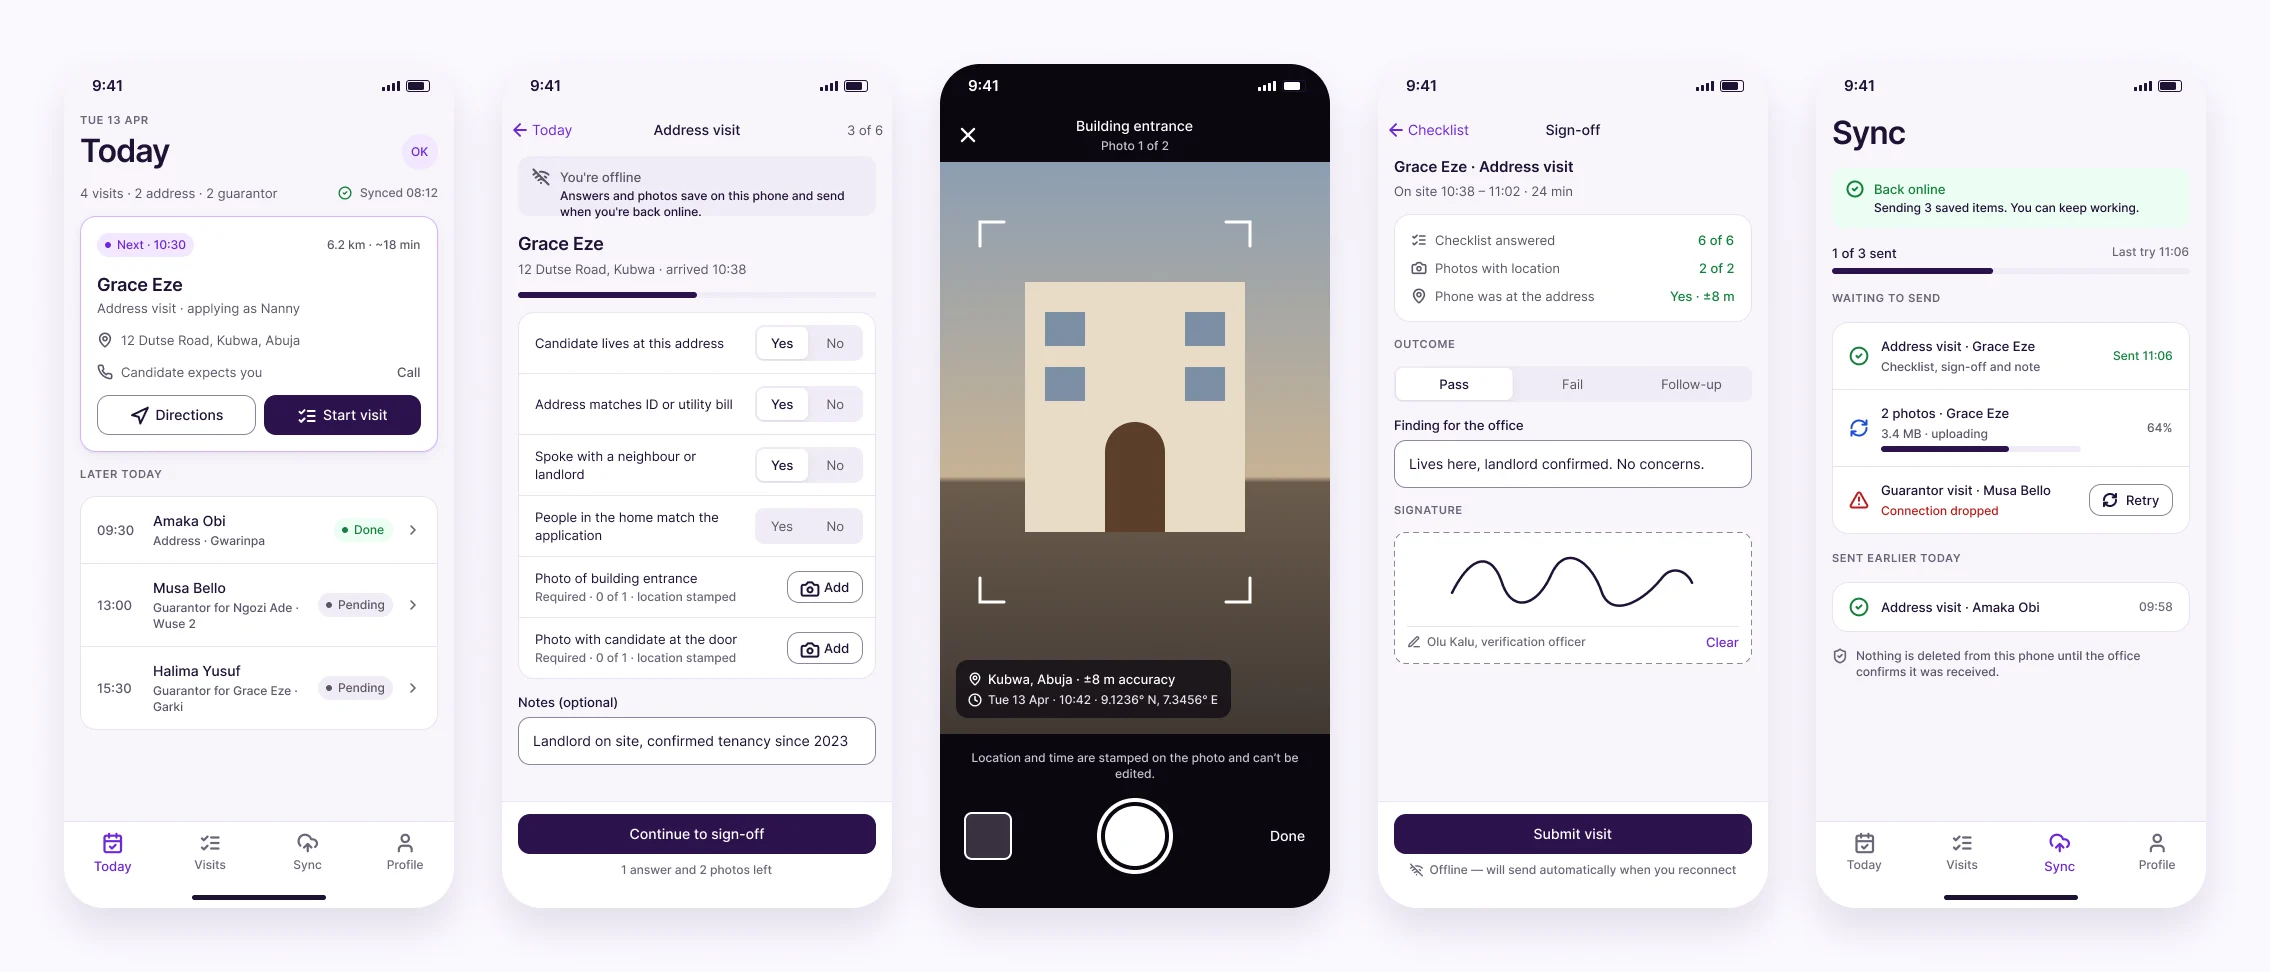 9:41
TUE 13 APR
Today
OK
4 visits · 2 address · 2 guarantor
Synced 08:12
Next · 10:30
6.2 km · ~18 min
Grace Eze
Address visit · applying as Nanny
12 Dutse Road, Kubwa, Abuja
Candidate expects you
Call
Directions
Start visit
LATER TODAY
09:30
Amaka Obi
Address · Gwarinpa
Done
13:00
Musa Bello
Guarantor for Ngozi Ade ·
Wuse 2
Pending
15:30
Halima Yusuf
Guarantor for Grace Eze ·
Garki
Pending
Today
Visits
Sync
Profile
9:41
Today
Address visit
3 of 6
You're offline
Answers and photos save on this phone and send
when you're back online.
Grace Eze
12 Dutse Road, Kubwa · arrived 10:38
Candidate lives at this address
Yes
No
Address matches ID or utility bill
Yes
No
Spoke with a neighbour or
landlord
Yes
No
People in the home match the
application
Yes
No
Photo of building entrance
Required · 0 of 1 · location stamped
Add
Photo with candidate at the door
Required · 0 of 1 · location stamped
Add
Notes (optional)
Landlord on site, confirmed tenancy since 2023
Continue to sign-off
1 answer and 2 photos left
9:41
Building entrance
Photo 1 of 2
Kubwa, Abuja · ±8 m accuracy
Tue 13 Apr · 10:42 · 9.1236° N, 7.3456° E
Location and time are stamped on the photo and can’t be
edited.
Done
9:41
Checklist
Sign-off
Grace Eze · Address visit
On site 10:38 – 11:02 · 24 min
Checklist answered
6 of 6
Photos with location
2 of 2
Phone was at the address
Yes · ±8 m
OUTCOME
Pass
Fail
Follow-up
Finding for the office
Lives here, landlord confirmed. No concerns.
SIGNATURE
Olu Kalu, verification officer
Clear
Submit visit
Offline — will send automatically when you reconnect
9:41
Sync
Back online
Sending 3 saved items. You can keep working.
1 of 3 sent
Last try 11:06
WAITING TO SEND
Address visit · Grace Eze
Checklist, sign-off and note
Sent 11:06
2 photos · Grace Eze
3.4 MB · uploading
64%
Guarantor visit · Musa Bello
Connection dropped
Retry
SENT EARLIER TODAY
Address visit · Amaka Obi
09:58
Nothing is deleted from this phone until the office
confirms it was received.
Today
Visits
Sync
Profile